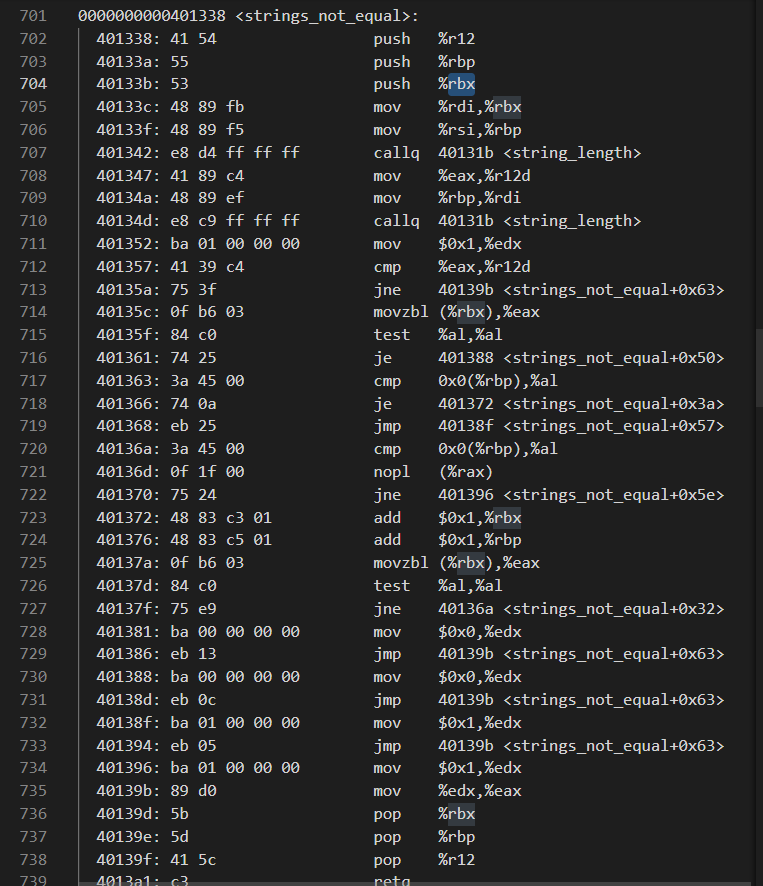 701 0000000000401338 <strings_not_equal>:
702 401338: 41 54 push %r12
703 40133a: 55 push %rbp
704 40133b: 53 push %rbx
705 40133c: 48 89 fb mov %rdi,%rbx
706 40133f: 48 89 f5 mov %rsi,%rbp
707 401342: e8 d4 ff ff ff callq 40131b <string_length>
708 401347: 41 89 c4 mov %eax,%r12d
709 40134a: 48 89 ef mov %rbp,%rdi
710 40134d: e8 c9 ff ff ff callq 40131b <string_length>
711 401352: ba 01 00 00 00 mov $0x1,%edx
712 401357: 41 39 c4 cmp %eax,%r12d
713 40135a: 75 3f jne 40139b <strings_not_equal+0x63>
714 40135c: 0f b6 03 movzbl (%rbx),%eax
715 40135f: 84 c0 test %al,%al
716 401361: 74 25 je 401388 <strings_not_equal+0x50>
717 401363: 3a 45 00 cmp 0x0(%rbp),%al
718 401366: 74 0a je 401372 <strings_not_equal+0x3a>
719 401368: eb 25 jmp 40138f <strings_not_equal+0x57>
720 40136a: 3a 45 00 cmp 0x0(%rbp),%al
721 40136d: 0f 1f 00 nopl (%rax)
722 401370: 75 24 jne 401396 <strings_not_equal+0x5e>
723 401372: 48 83 c3 01 add $0x1,%rbx
724 401376: 48 83 c5 01 add $0x1,%rbp
725 40137a: 0f b6 03 movzbl (%rbx),%eax
726 40137d: 84 c0 test %al,%al
727 40137f: 75 e9 jne 40136a <strings_not_equal+0x32>
728 401381: ba 00 00 00 00 mov $0x0,%edx
729 401386: eb 13 jmp 40139b <strings_not_equal+0x63>
730 401388: ba 00 00 00 00 mov $0x0,%edx
731 40138d: eb 0c jmp 40139b <strings_not_equal+0x63>
732 40138f: ba 01 00 00 00 mov $0x1,%edx
733 401394: eb 05 jmp 40139b <strings_not_equal+0x63>
734 401396: ba 01 00 00 00 mov $0x1,%edx
735 40139b: 89 d0 mov %edx,%eax
736 40139d: 5b pop %rbx
737 40139e: 5d pop %rbp
738 40139f: 41 5c pop %r12
739 4013a1: c3 retq